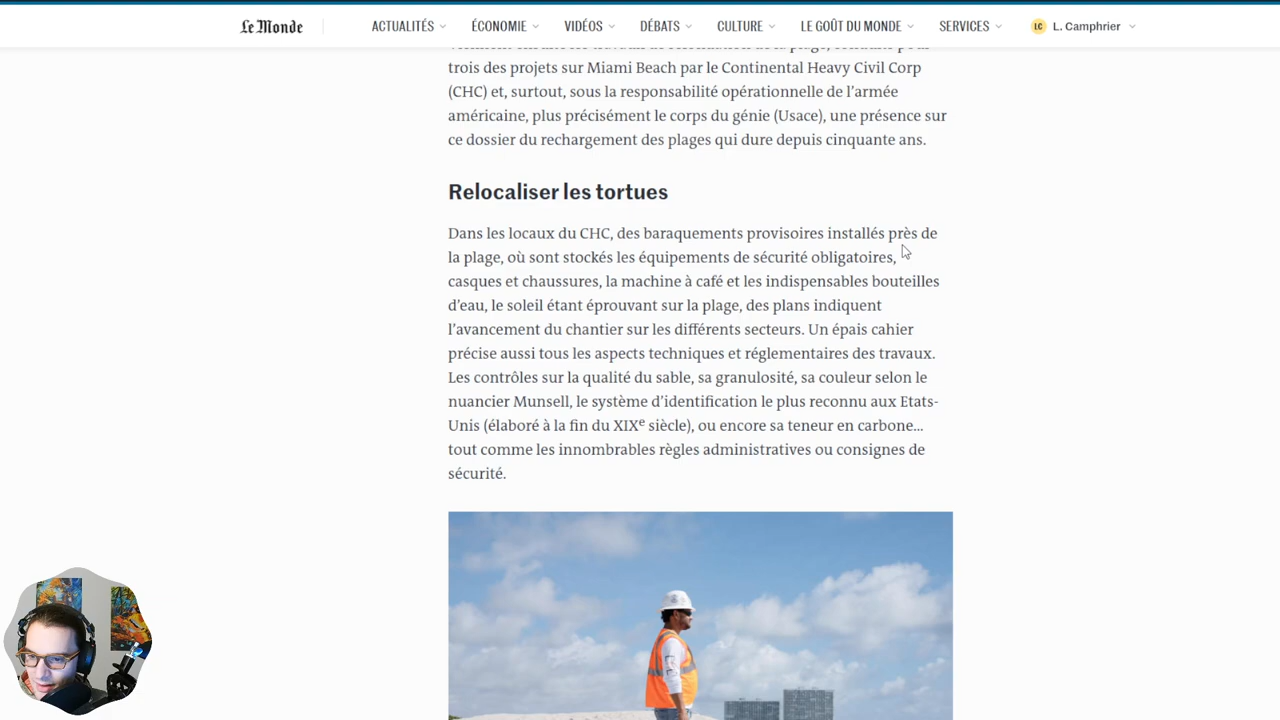 Le Monde
ACTUALITÉS
ÉCONOMIE
VIDÉOS
DÉBATS
CULTURE
LE GOÛT DU MONDE
SERVICES
LC
L. Camphrier
trois des projets sur Miami Beach par le Continental Heavy Civil Corp
(CHC) et, surtout, sous la responsabilité opérationnelle de l’armée
américaine, plus précisément le corps du génie (Usace), une présence sur
ce dossier du rechargement des plages qui dure depuis cinquante ans.
Relocaliser les tortues
Dans les locaux du CHC, des baraquements provisoires installés près de
la plage, où sont stockés les équipements de sécurité obligatoires,
casques et chaussures, la machine à café et les indispensables bouteilles
d’eau, le soleil étant éprouvant sur la plage, des plans indiquent
l’avancement du chantier sur les différents secteurs. Un épais cahier
précise aussi tous les aspects techniques et réglementaires des travaux.
Les contrôles sur la qualité du sable, sa granulosité, sa couleur selon le
nuancier Munsell, le système d’identification le plus reconnu aux Etats-
Unis (élaboré à la fin du XIXe siècle), ou encore sa teneur en carbone…
tout comme les innombrables règles administratives ou consignes de
sécurité.